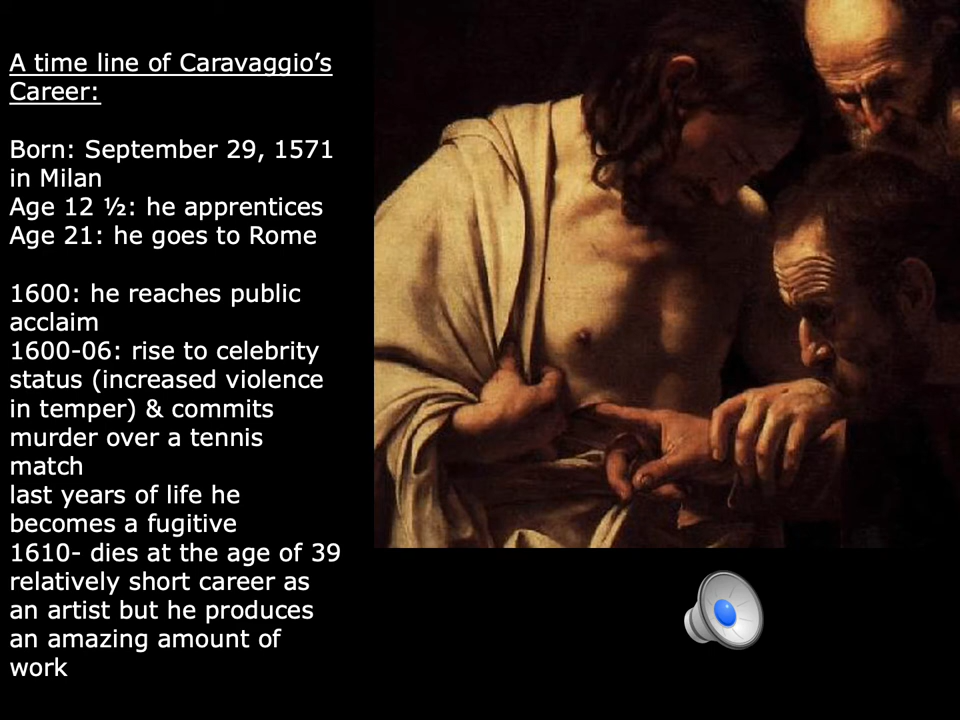 A time line of Caravaggio's
Career:
Born: September 29, 1571
in Milan
Age 12 ½: he apprentices
Age 21: he goes to Rome
1600: he reaches public
acclaim
1600-06: rise to celebrity
status (increased violence
in temper) & commits
murder over a tennis
match
last years of life he
becomes a fugitive
1610- dies at the age of 39
relatively short career as
an artist but he produces
an amazing amount of
work